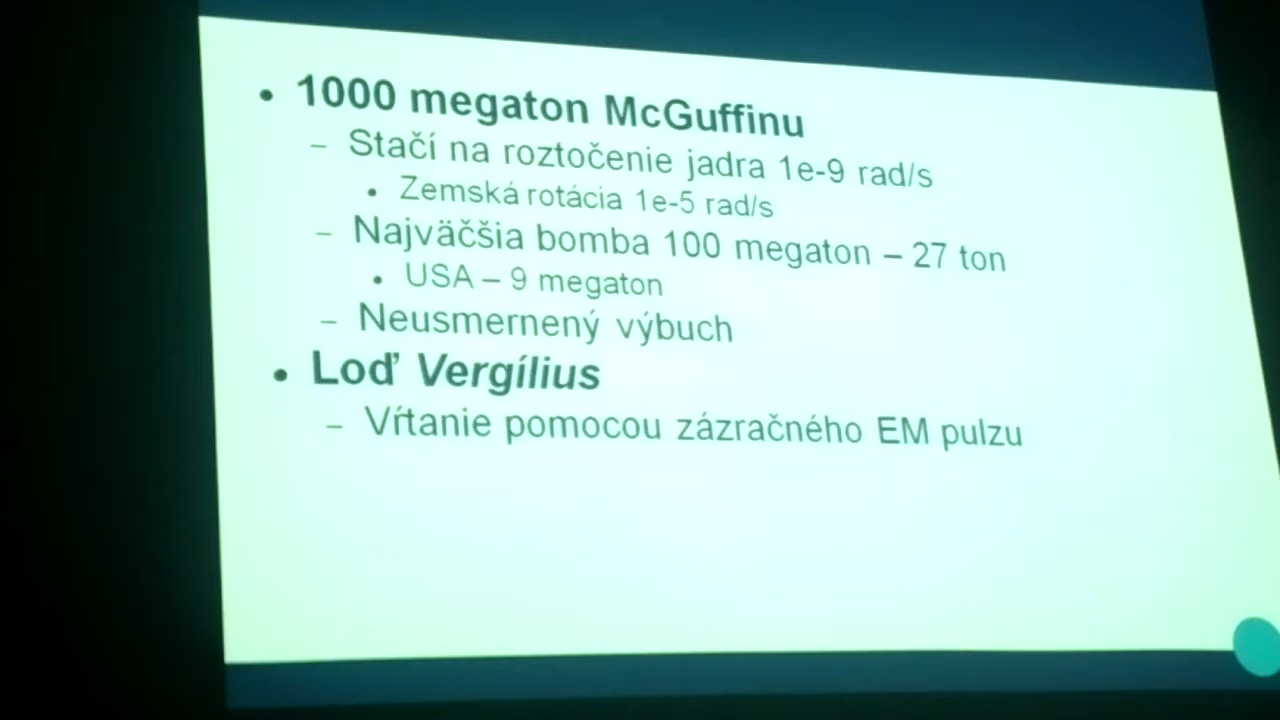 • 1000 megaton McGuffinu
– Stačí na roztočenie jadra 1e-9 rad/s
• Zemská rotácia 1e-5 rad/s
– Najväčšia bomba 100 megaton – 27 ton
• USA – 9 megaton
– Neusmernený výbuch
• Loď Vergílius
– Vŕtanie pomocou zázračného EM pulzu